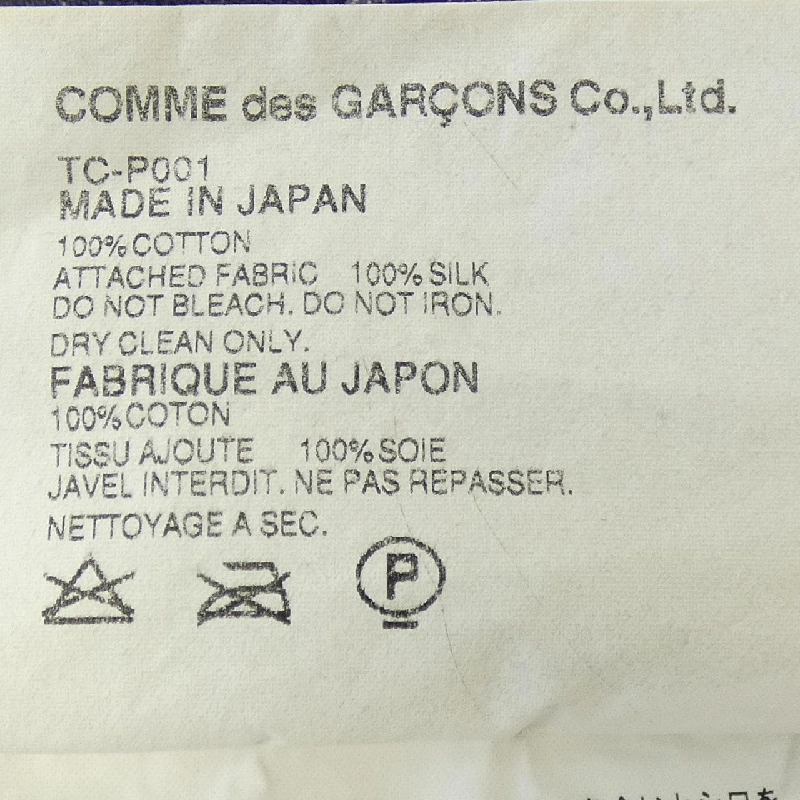 COMME des GARÇONS Co.,Ltd.
TC-P001
MADE IN JAPAN
100%COTTON
ATTACHED FABRIC 100%SILK
DO NOT BLEACH. DO NOT IRON.
DRY CLEAN ONLY.
FABRIQUE AU JAPON
100%COTON
TISSU AJOUTE 100%SOIE
JAVEL INTERDIT. NE PAS REPASSER.
NETTOYAGE A SEC.
P